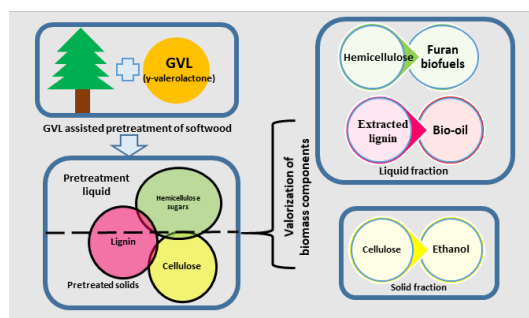 GVL
(γ-valerolactone)
GVL assisted pretreatment of softwood
Pretreatment
liquid
Hemicellulose
sugars
Lignin
Cellulose
Pretreated solids
Valorization of
biomass components
Hemicellulose
Furan
biofuels
Extracted
lignin
Bio-oil
Liquid fraction
Cellulose
Ethanol
Solid fraction